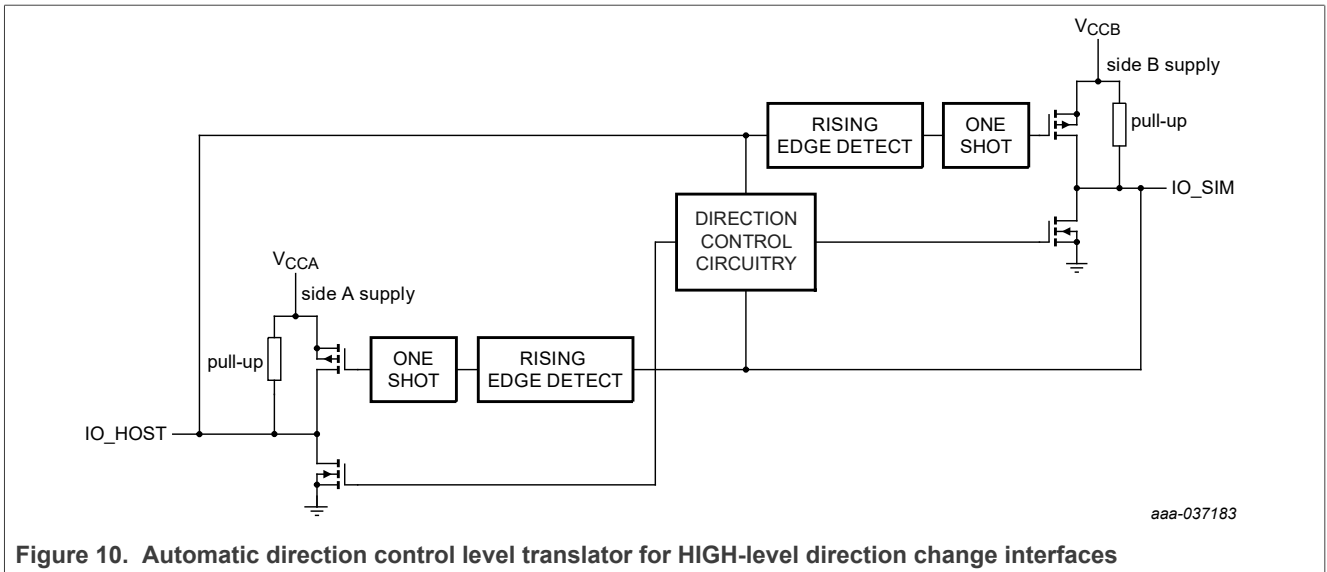 VCCB
side B supply
RISING
EDGE DETECT
ONE
SHOT
pull-up
IO_SIM
DIRECTION
CONTROL
CIRCUITRY
VCCA
side A supply
pull-up
ONE
SHOT
RISING
EDGE DETECT
IO_HOST
aaa-037183
Figure 10. Automatic direction control level translator for HIGH-level direction change interfaces